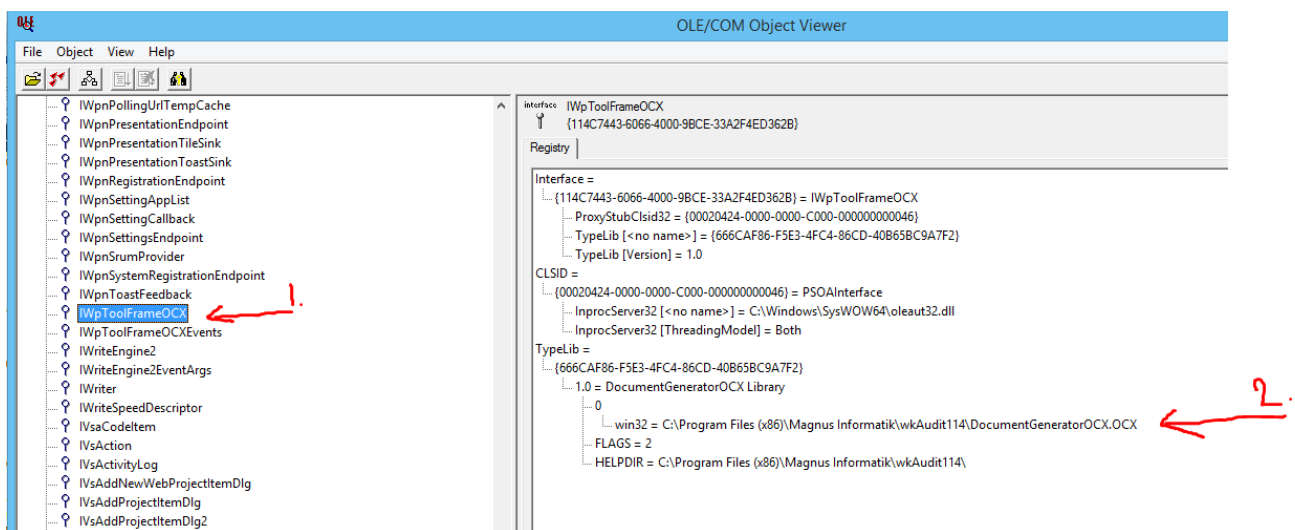 OLE/COM Object Viewer
File Object View Help
IWpnPollingUrlTempCache
IWpnPresentationEndpoint
IWpnPresentationTileSink
IWpnPresentationToastSink
IWpnRegistrationEndpoint
IWpnSettingAppList
IWpnSettingCallback
IWpnSettingsEndpoint
IWpnSrumProvider
IWpnSystemRegistrationEndpoint
IWpnToastFeedback
IWpToolFrameOCX
1.
IWpToolFrameOCXEvents
IWriteEngine2
IWriteEngine2EventArgs
IWriter
IWriteSpeedDescriptor
IVsaCodeItem
IVsAction
IVsActivityLog
IVsAddNewWebProjectItemDlg
IVsAddProjectItemDlg
IVsAddProjectItemDlg2
interface IWpToolFrameOCX
{114C7443-6066-4000-9BCE-33A2F4ED362B}
Registry
Interface =
{114C7443-6066-4000-9BCE-33A2F4ED362B} = IWpToolFrameOCX
ProxyStubClsid32 = {00020424-0000-0000-C000-000000000046}
TypeLib [<no name>] = {666CAF86-F5E3-4FC4-86CD-40B65BC9A7F2}
TypeLib [Version] = 1.0
CLSID =
{00020424-0000-0000-C000-000000000046} = PSOAInterface
InprocServer32 [<no name>] = C:\Windows\SysWOW64\oleaut32.dll
InprocServer32 [ThreadingModel] = Both
TypeLib =
{666CAF86-F5E3-4FC4-86CD-40B65BC9A7F2}
1.0 = DocumentGeneratorOCX Library
0
win32 = C:\Program Files (x86)\Magnus Informatik\wkAudit114\DocumentGeneratorOCX.OCX
2.
FLAGS = 2
HELPDIR = C:\Program Files (x86)\Magnus Informatik\wkAudit114\